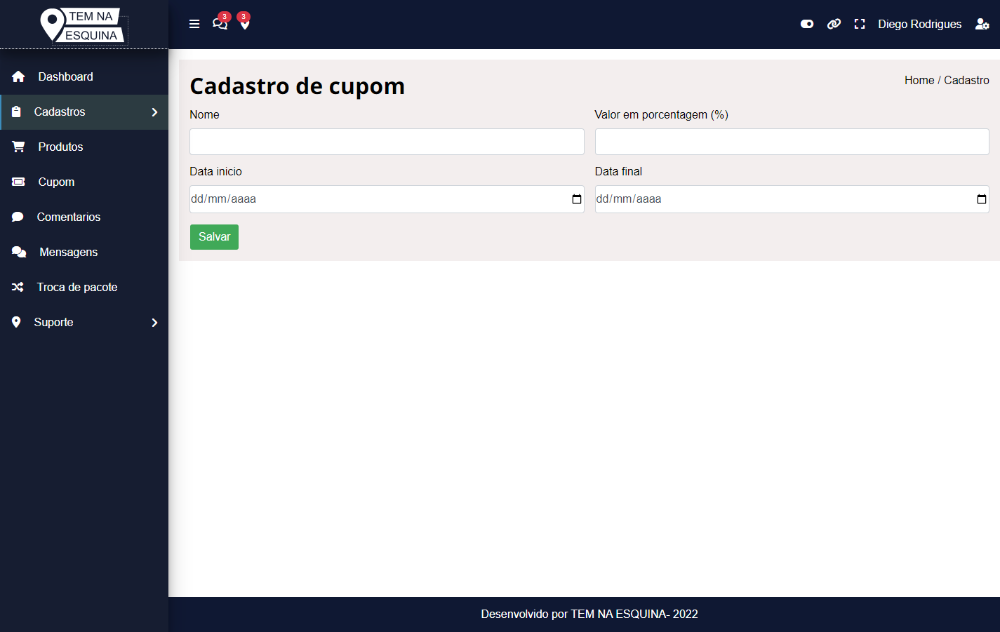 TEM NA
ESQUINA
3
3
Diego Rodrigues
Dashboard
Cadastros
Produtos
Cupom
Comentarios
Mensagens
Troca de pacote
Suporte
Cadastro de cupom
Home / Cadastro
Nome
Valor em porcentagem (%)
Data inicio
Data final
dd/mm/aaaa
dd/mm/aaaa
Salvar
Desenvolvido por TEM NA ESQUINA- 2022